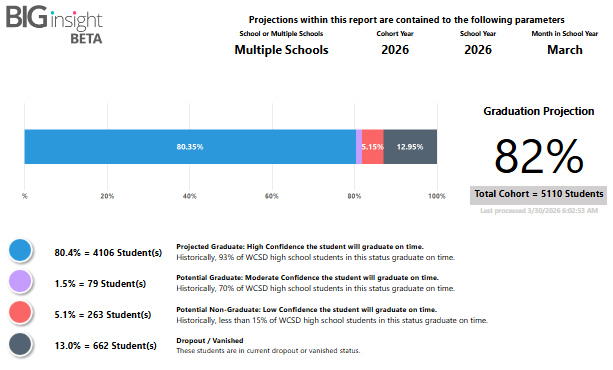 BIG insight
BETA
Projections within this report are contained to the following parameters
School or Multiple Schools Cohort Year School Year Month in School Year
Multiple Schools 2026 2026 March
Graduation Projection
80.35% 5.15% 12.95%
82%
% 20% 40% 60% 80% 100%
Total Cohort = 5110 Students
Last processed 3/30/2026 6:02:53 AM
80.4% = 4106 Student(s)
Projected Graduate: High Confidence the student will graduate on time.
Historically, 93% of WCSD high school students in this status graduate on time.
1.5% = 79 Student(s)
Potential Graduate: Moderate Confidence the student will graduate on time.
Historically, 70% of WCSD high school students in this status graduate on time.
5.1% = 263 Student(s)
Potential Non-Graduate: Low Confidence the student will graduate on time.
Historically, less than 15% of WCSD high school students in this status graduate on time.
13.0% = 662 Student(s)
Dropout / Vanished
These students are in current dropout or vanished status.